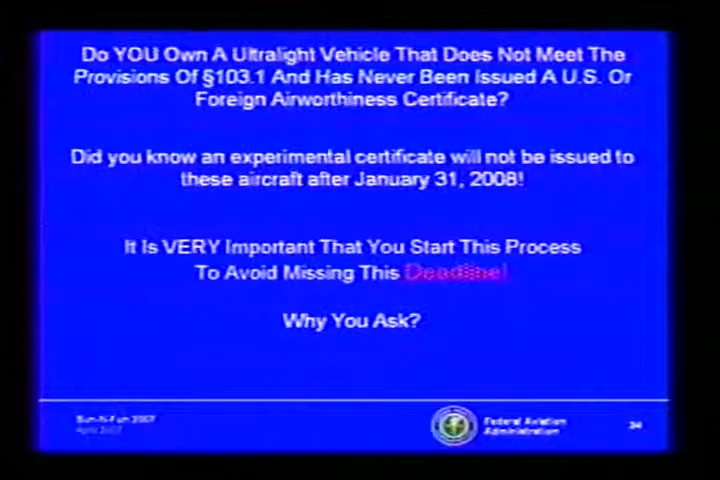 Do YOU Own A Ultralight Vehicle That Does Not Meet The
Provisions Of §103.1 And Has Never Been Issued A U.S. Or
Foreign Airworthiness Certificate?
Did you know an experimental certificate will not be issued to
these aircraft after January 31, 2008!
It Is VERY Important That You Start This Process
To Avoid Missing This Deadline!
Why You Ask?
Sun-N-Fun 2007
April 2007
Federal Aviation
Administration
34